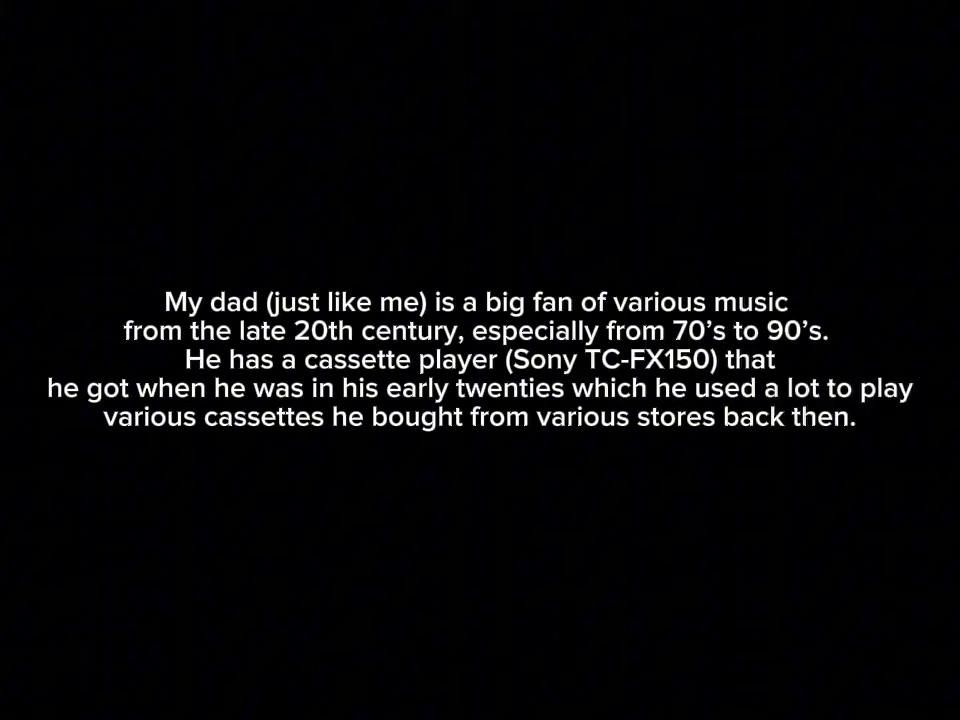 My dad (just like me) is a big fan of various music
from the late 20th century, especially from 70’s to 90’s.
He has a cassette player (Sony TC-FX150) that
he got when he was in his early twenties which he used a lot to play
various cassettes he bought from various stores back then.